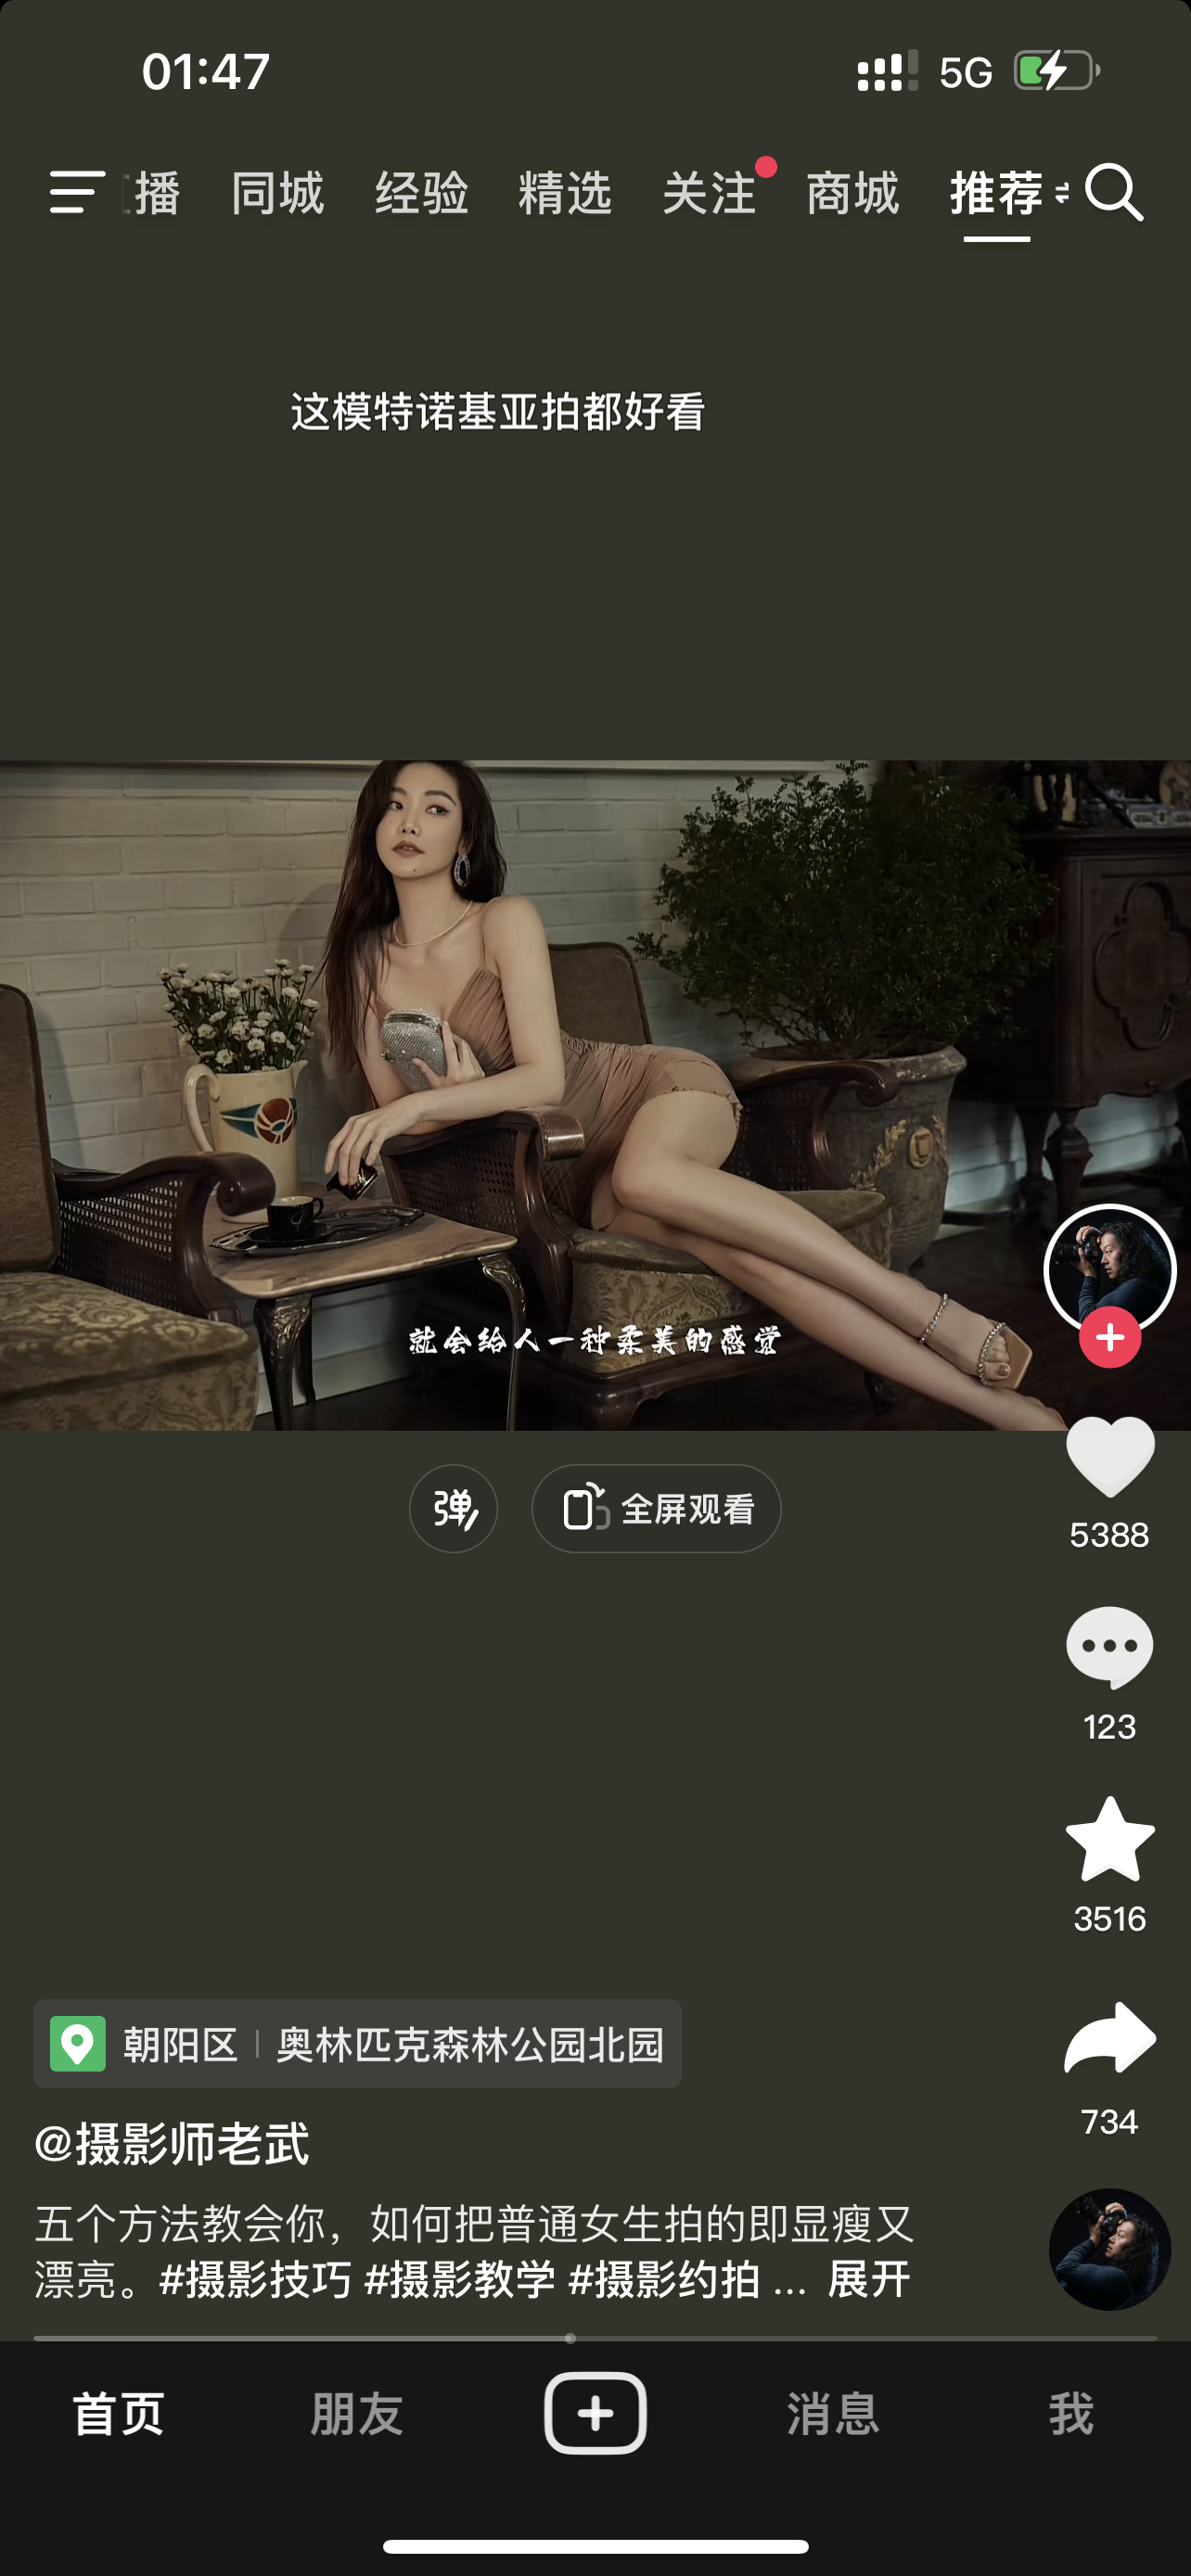 01:47 5G
播 同城 经验 精选 关注 商城 推荐
这模特诺基亚拍都好看
就会给人一种柔美的感觉
弹 全屏观看
5388
123
3516
734
朝阳区 | 奥林匹克森林公园北园
@摄影师老武
五个方法教会你，如何把普通女生拍的即显瘦又
漂亮。#摄影技巧 #摄影教学 #摄影约拍 ... 展开
首页 朋友 消息 我